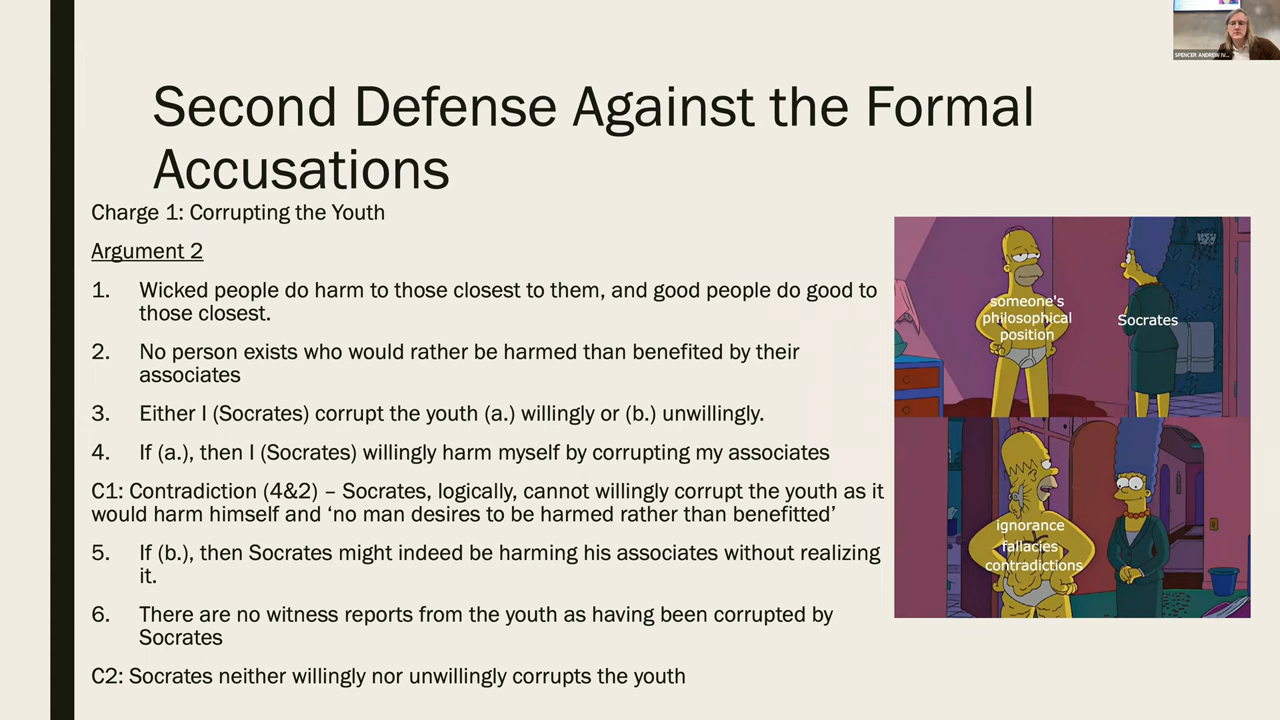 SPENCER ANDREW IV...
Second Defense Against the Formal
Accusations
Charge 1: Corrupting the Youth
Argument 2
1. Wicked people do harm to those closest to them, and good people do good to
those closest.
2. No person exists who would rather be harmed than benefited by their
associates
3. Either I (Socrates) corrupt the youth (a.) willingly or (b.) unwillingly.
4. If (a.), then I (Socrates) willingly harm myself by corrupting my associates
C1: Contradiction (4&2) – Socrates, logically, cannot willingly corrupt the youth as it
would harm himself and ‘no man desires to be harmed rather than benefitted’
5. If (b.), then Socrates might indeed be harming his associates without realizing
it.
6. There are no witness reports from the youth as having been corrupted by
Socrates
C2: Socrates neither willingly nor unwillingly corrupts the youth
someone's
philosophical
position
Socrates
ignorance
fallacies
contradictions